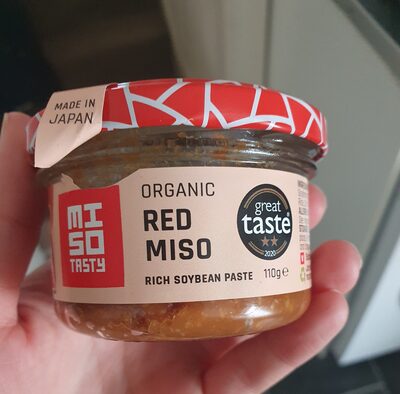 MADE IN
JAPAN
MI
SO
TASTY
ORGANIC
RED
MISO
RICH SOYBEAN PASTE
great
taste
2020
110g e